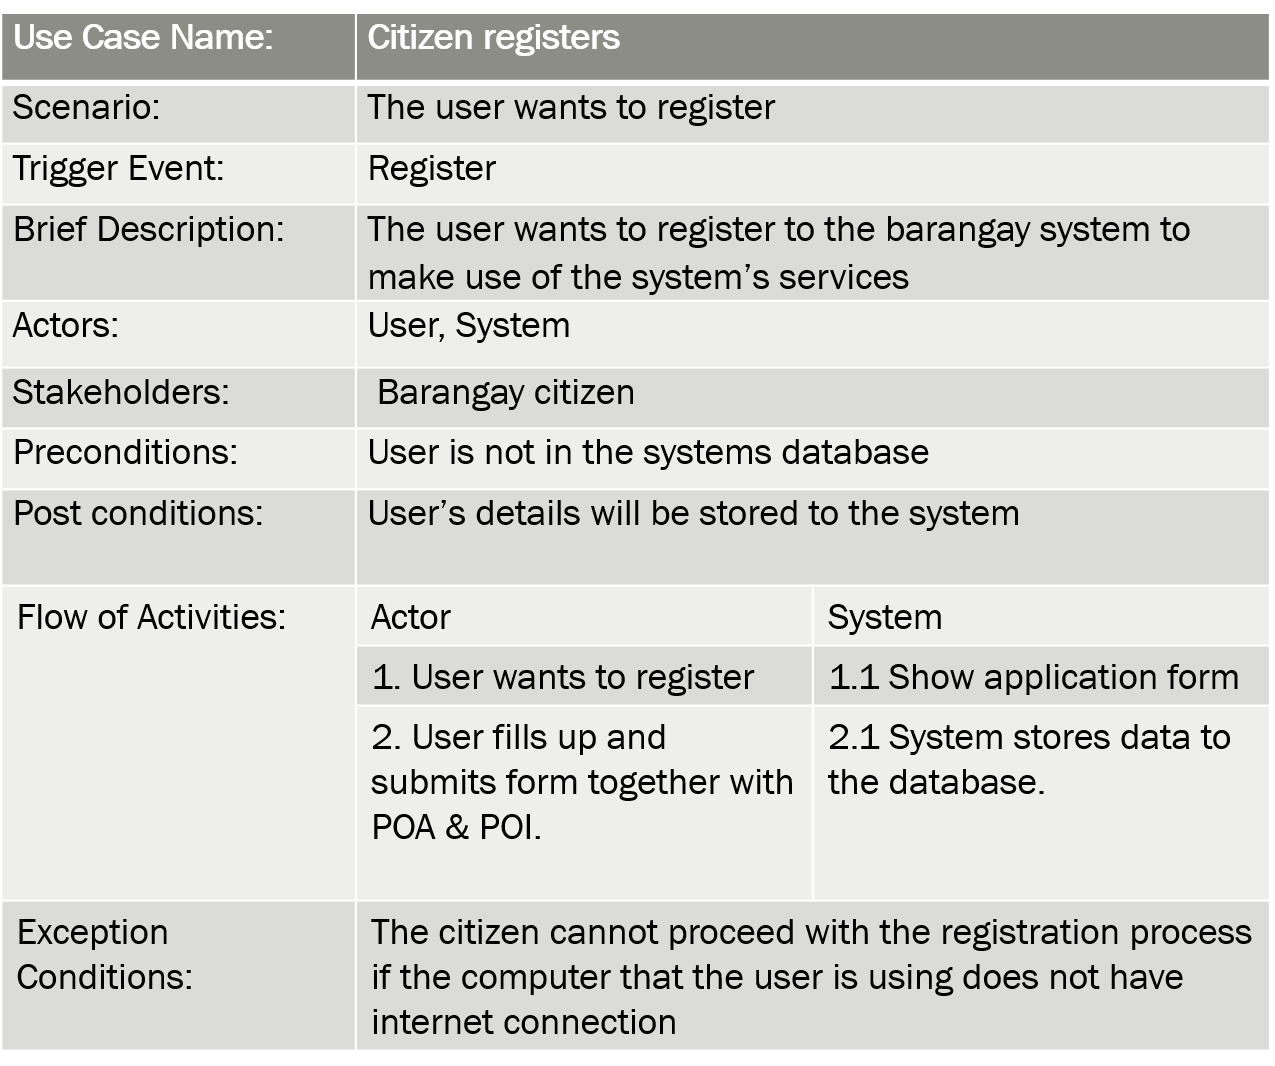 Use Case Name: Citizen registers
Scenario: The user wants to register
Trigger Event: Register
Brief Description: The user wants to register to the barangay system to
make use of the system’s services
Actors: User, System
Stakeholders: Barangay citizen
Preconditions: User is not in the systems database
Post conditions: User’s details will be stored to the system
Flow of Activities: Actor System
1. User wants to register 1.1 Show application form
2. User fills up and 2.1 System stores data to
submits form together with the database.
POA & POI.
Exception The citizen cannot proceed with the registration process
Conditions: if the computer that the user is using does not have
internet connection